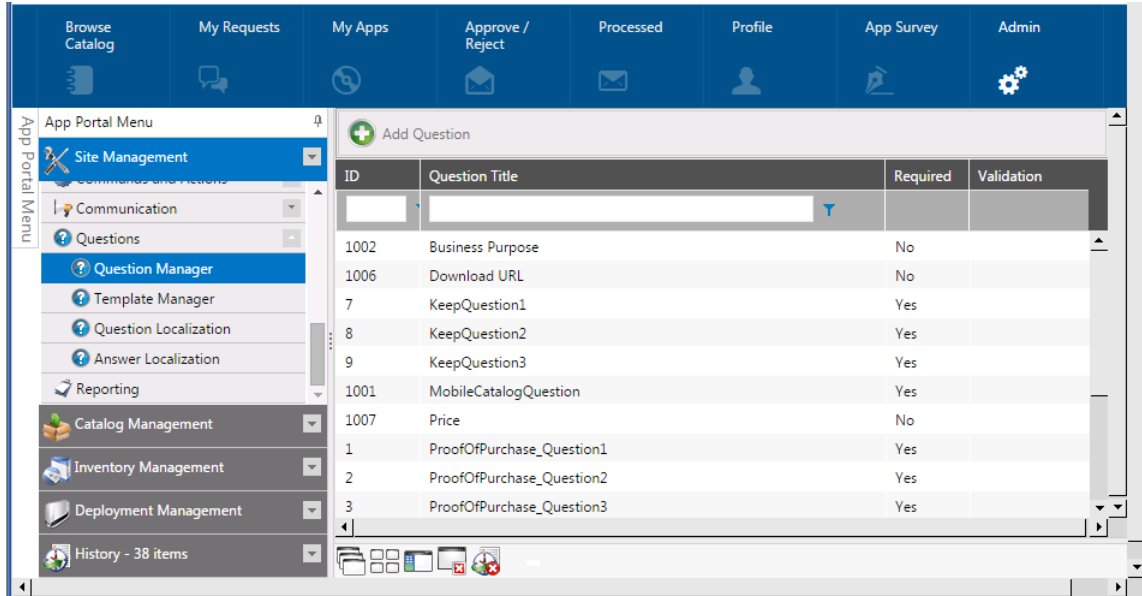 Browse
Catalog
My Requests
My Apps
Approve /
Reject
Processed
Profile
App Survey
Admin
App Portal Menu
App Portal Menu
Site Management
Commands and Actions
Communication
Questions
Question Manager
Template Manager
Question Localization
Answer Localization
Reporting
Catalog Management
Inventory Management
Deployment Management
History - 38 items
Add Question
ID Question Title Required Validation
1002 Business Purpose No
1006 Download URL No
7 KeepQuestion1 Yes
8 KeepQuestion2 Yes
9 KeepQuestion3 Yes
1001 MobileCatalogQuestion Yes
1007 Price No
1 ProofOfPurchase_Question1 Yes
2 ProofOfPurchase_Question2 Yes
3 ProofOfPurchase_Question3 Yes